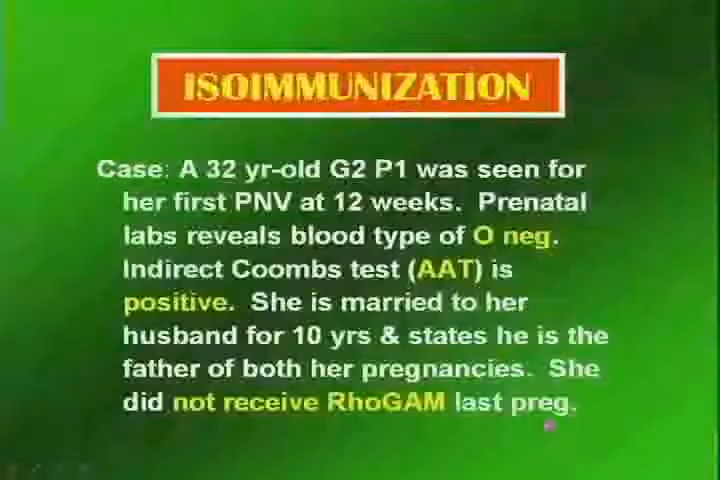 ISOIMMUNIZATION
Case: A 32 yr-old G2 P1 was seen for
her first PNV at 12 weeks. Prenatal
labs reveals blood type of O neg.
Indirect Coombs test (AAT) is
positive. She is married to her
husband for 10 yrs & states he is the
father of both her pregnancies. She
did not receive RhoGAM last preg.